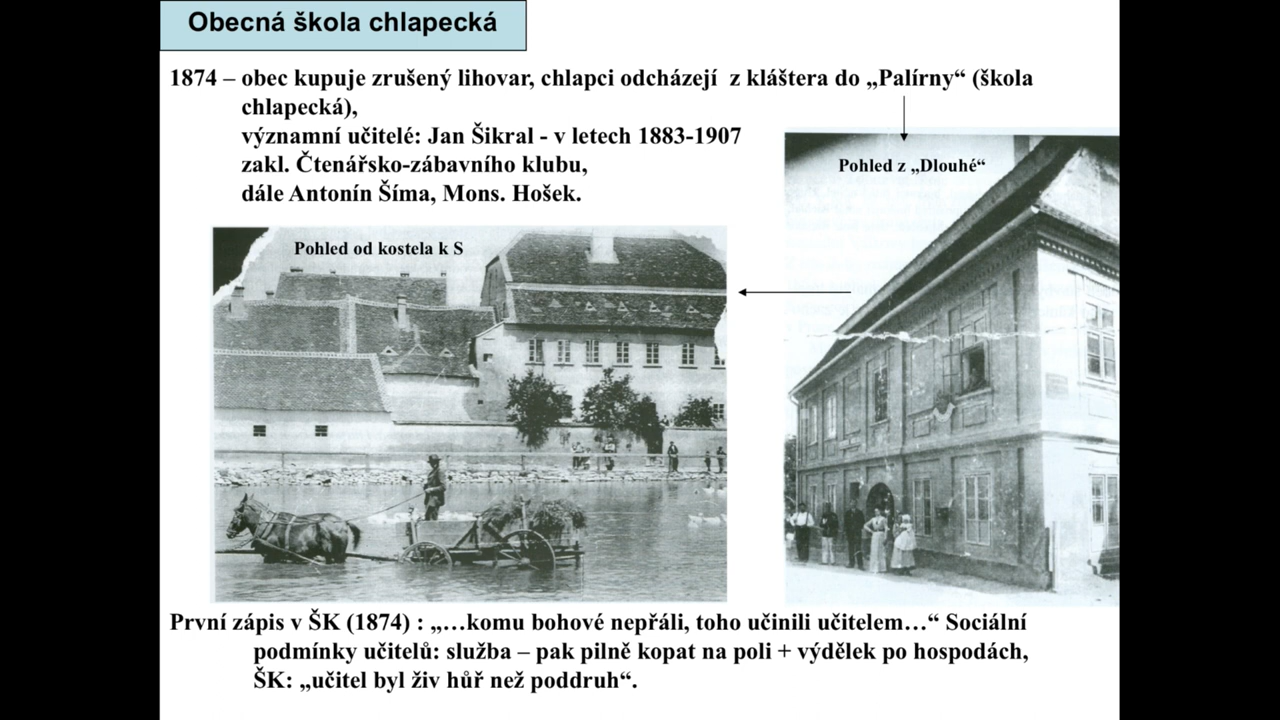 Obecná škola chlapecká
1874 – obec kupuje zrušený lihovar, chlapci odcházejí z kláštera do „Palírny“ (škola
chlapecká),
významní učitelé: Jan Šikral - v letech 1883-1907
zakl. Čtenářsko-zábavního klubu,
dále Antonín Šíma, Mons. Hošek.
Pohled z „Dlouhé“
Pohled od kostela k S
První zápis v ŠK (1874) : „…komu bohové nepřáli, toho učinili učitelem…“ Sociální
podmínky učitelů: služba – pak pilně kopat na poli + výdělek po hospodách,
ŠK: „učitel byl živ hůř než poddruh“.